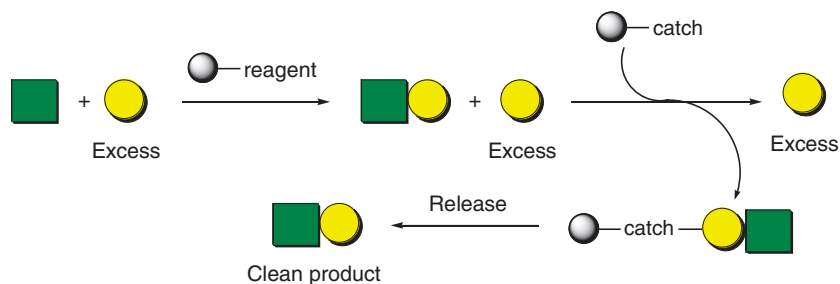 catch
reagent
+
+
Excess
Excess
Excess
Release
catch
Clean product